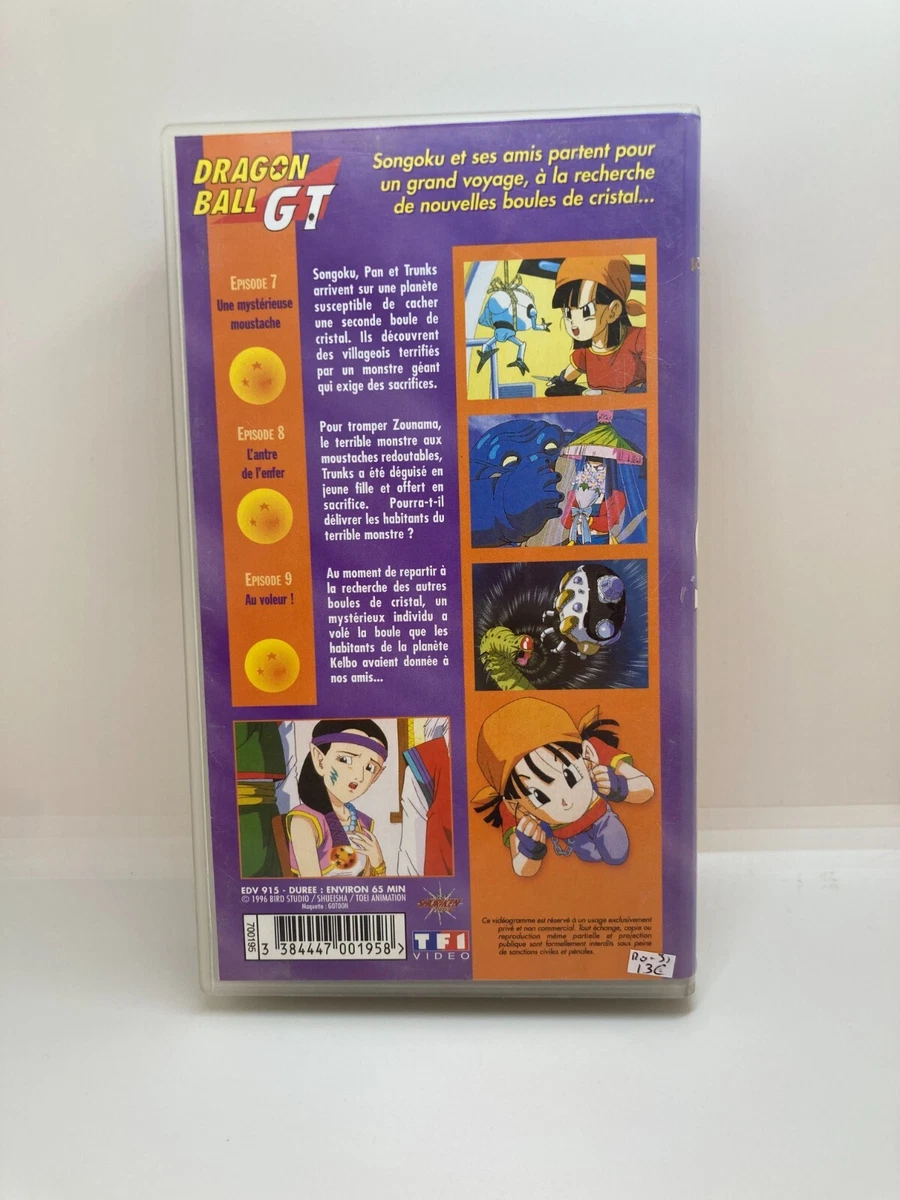 DRAGON
BALL GT
Songoku et ses amis partent pour
un grand voyage, à la recherche
de nouvelles boules de cristal...
EPISODE 7
Une mystérieuse
moustache
Songoku, Pan et Trunks
arrivent sur une planète
susceptible de cacher
une seconde boule de
cristal. Ils découvrent
des villageois terrifiés
par un monstre géant
qui exige des sacrifices.
EPISODE 8
L'antre
de l'enfer
Pour tromper Zounama,
le terrible monstre aux
moustaches redoutables,
Trunks a été déguisé en
jeune fille et offert en
sacrifice. Pourra-t-il
délivrer les habitants du
terrible monstre ?
EPISODE 9
Au voleur !
Au moment de repartir à
la recherche des autres
boules de cristal, un
mystérieux individu a
volé la boule que les
habitants de la planète
Kelbo avaient donnée à
nos amis...
EDV 915 - DUREE : ENVIRON 65 MIN
© 1996 BIRD STUDIO / SHUEISHA / TOEI ANIMATION
Maquette : GOTOON
700195
3 384447 001958 >
TF1
VIDEO
Ce vidéogramme est réservé à un usage exclusivement
privé et non commercial. Tout échange, copie ou
reproduction même partielle et projection
publique sont formellement interdits sous peine
de sanctions civiles et pénales.
13€